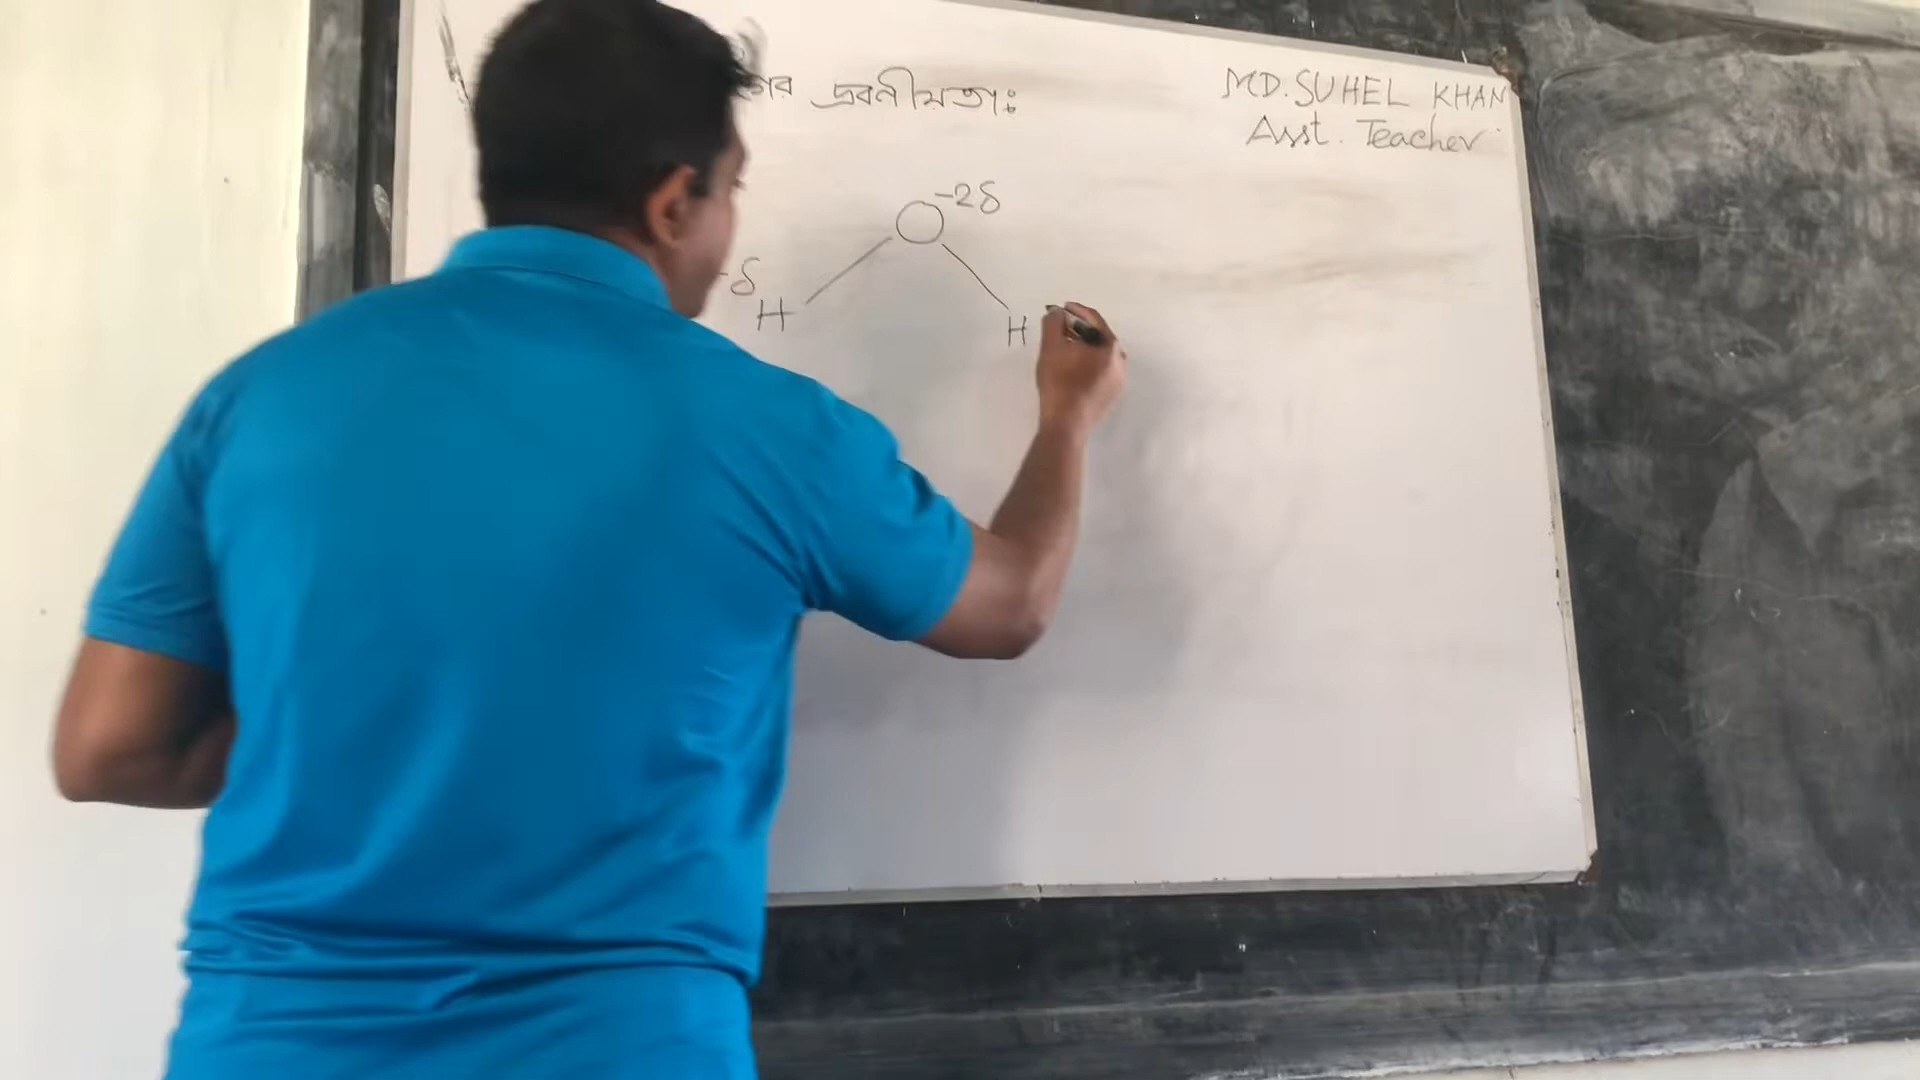 দ্রবনীয়তাঃ
MD. SUHEL KHAN
Asst. Teacher
O -2δ
δ
H
H